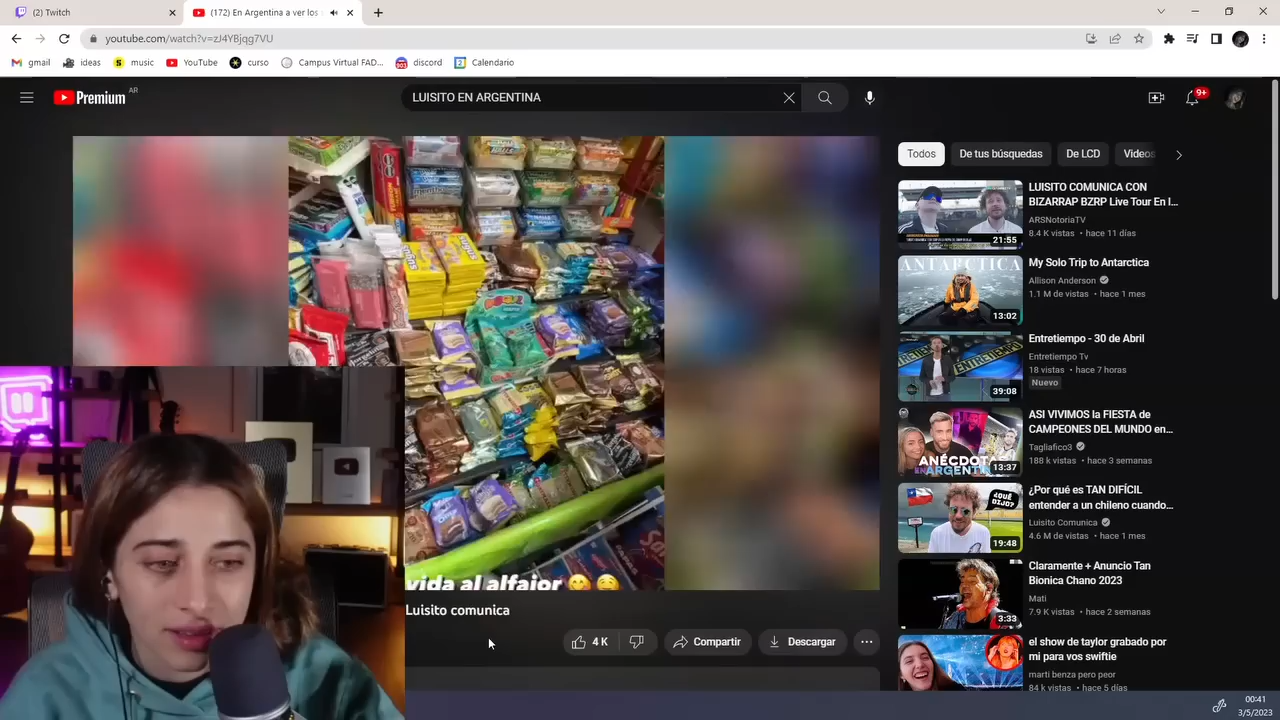 (2) Twitch
(172) En Argentina a ver los
youtube.com/watch?v=zJ4YBjqg7VU
gmail
ideas
music
YouTube
curso
Campus Virtual FAD...
discord
Calendario
Premium AR
LUISITO EN ARGENTINA
9+
Todos
De tus búsquedas
De LCD
Videos
LUISITO COMUNICA CON
BIZARRAP BZRP Live Tour En I...
ARSNotoriaTV
8.4 K vistas • hace 11 días
21:55
ANTARCTICA
My Solo Trip to Antarctica
Allison Anderson
1.1 M de vistas • hace 1 mes
13:02
ENTRETIEMPO
Entretiempo - 30 de Abril
Entretiempo Tv
18 vistas • hace 7 horas
Nuevo
39:08
ASI VIVIMOS la FIESTA de
CAMPEONES DEL MUNDO en...
Tagliafico3
188 k vistas • hace 3 semanas
13:37
¿QUÉ
DIJO?
¿Por qué es TAN DIFÍCIL
entender a un chileno cuando...
Luisito Comunica
4.6 M de vistas • hace 1 mes
19:48
Claramente + Anuncio Tan
Bionica Chano 2023
Mati
7.9 K vistas • hace 2 semanas
3:33
el show de taylor grabado por
mi para vos swiftie
marti benza pero peor
84 k vistas • hace 5 días
vida al alfajor
Luisito comunica
4 K
Compartir
Descargar
00:41
3/5/2023